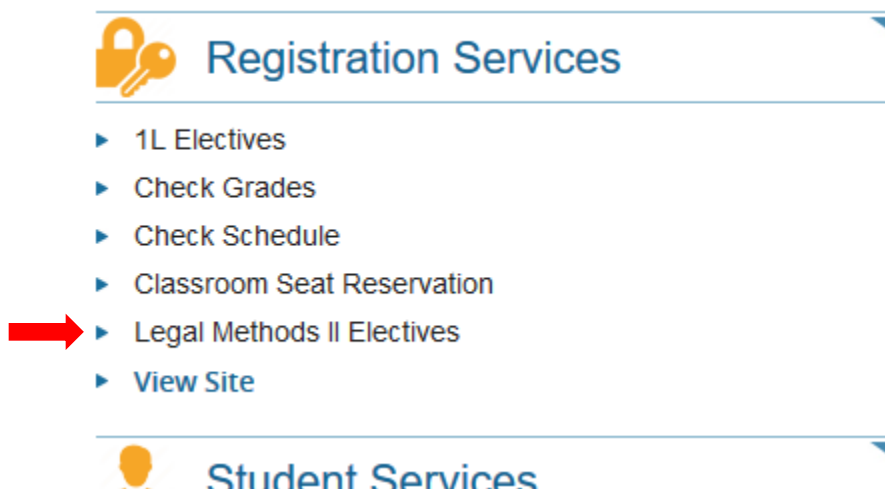 Registration Services
1L Electives
Check Grades
Check Schedule
Classroom Seat Reservation
Legal Methods II Electives
View Site
Student Services